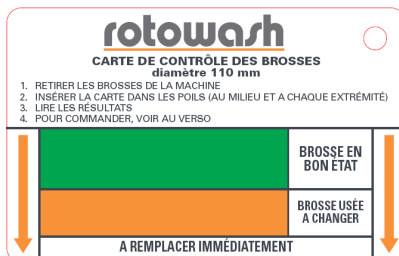 rotowash
CARTE DE CONTRÔLE DES BROSSES
diamètre 110 mm
1. RETIRER LES BROSSES DE LA MACHINE
2. INSÉRER LA CARTE DANS LES POILS (AU MILIEU ET A CHAQUE EXTRÉMITÉ)
3. LIRE LES RÉSULTATS
4. POUR COMMANDER, VOIR AU VERSO
BROSSE EN
BON ETAT
BROSSE USÉE
A CHANGER
A REMPLACER IMMÉDIATEMENT